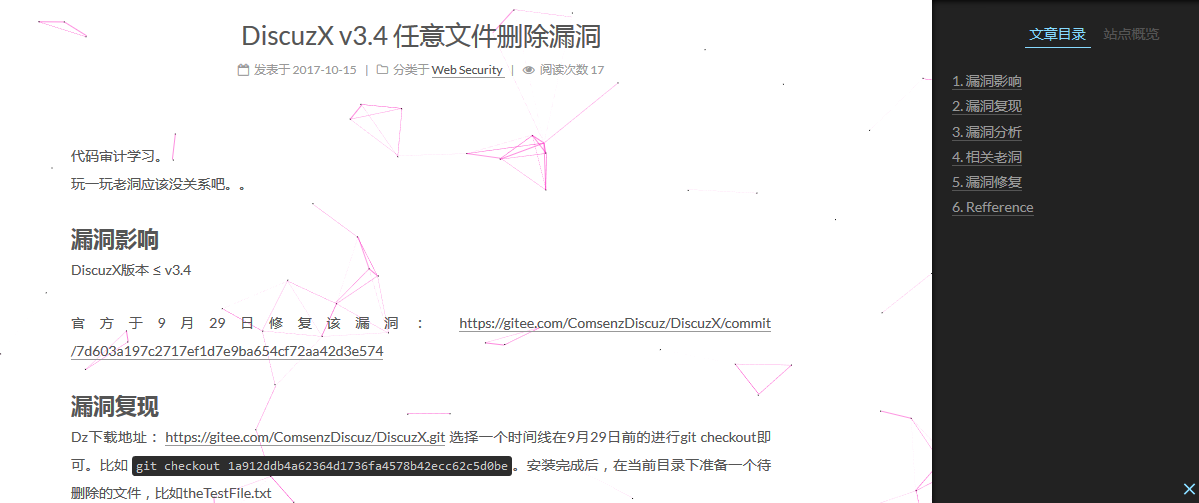 DiscuzX v3.4 任意文件删除漏洞
发表于 2017-10-15 | 分类于 Web Security | 阅读次数 17
代码审计学习。
玩一玩老洞应该没关系吧。。
漏洞影响
DiscuzX版本 ≤ v3.4
官方于9月29日修复该漏洞：https://gitee.com/ComsenzDiscuz/DiscuzX/commit
/7d603a197c2717ef1d7e9ba654cf72aa42d3e574
漏洞复现
Dz下载地址：https://gitee.com/ComsenzDiscuz/DiscuzX.git 选择一个时间线在9月29日前的进行git checkout即
可。比如 git checkout 1a912ddb4a62364d1736fa4578b42ecc62c5d0be。安装完成后，在当前目录下准备一个待
删除的文件，比如theTestFile.txt
文章目录 站点概览
1. 漏洞影响
2. 漏洞复现
3. 漏洞分析
4. 相关老洞
5. 漏洞修复
6. Refference